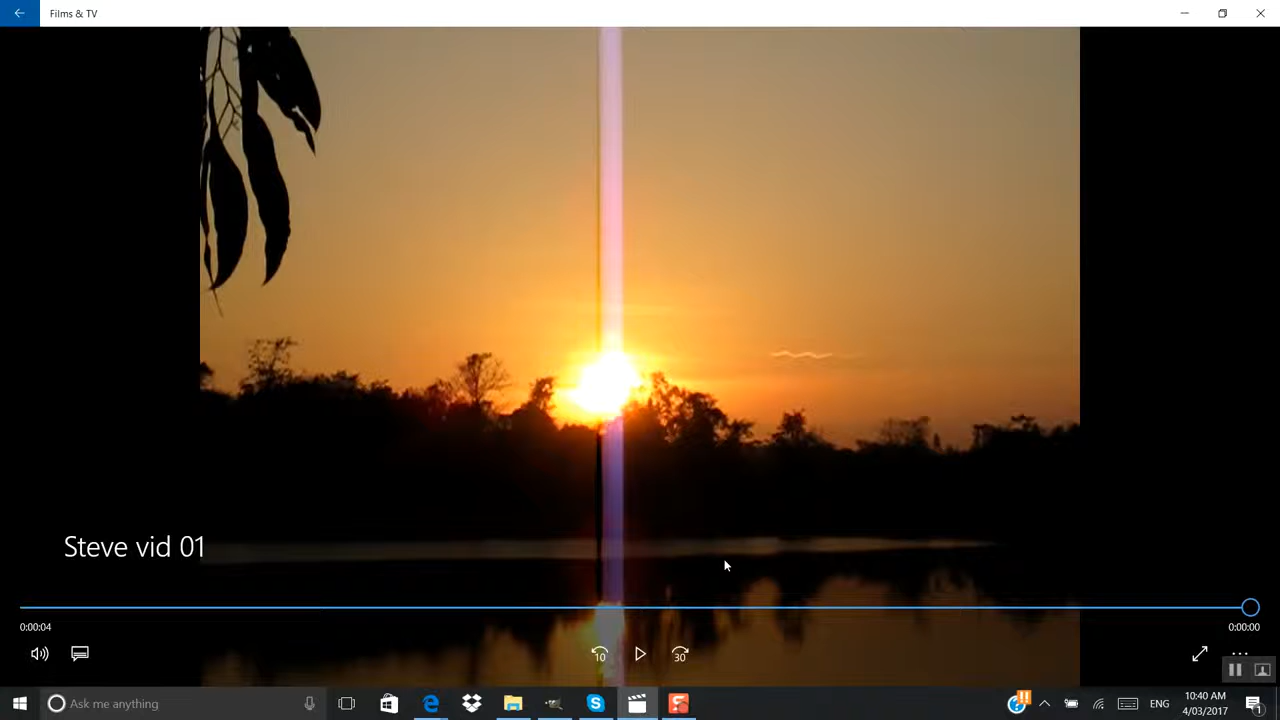 Films & TV
Steve vid 01
0:00:04
0:00:00
10
30
Ask me anything
ENG
10:40 AM
4/03/2017
1